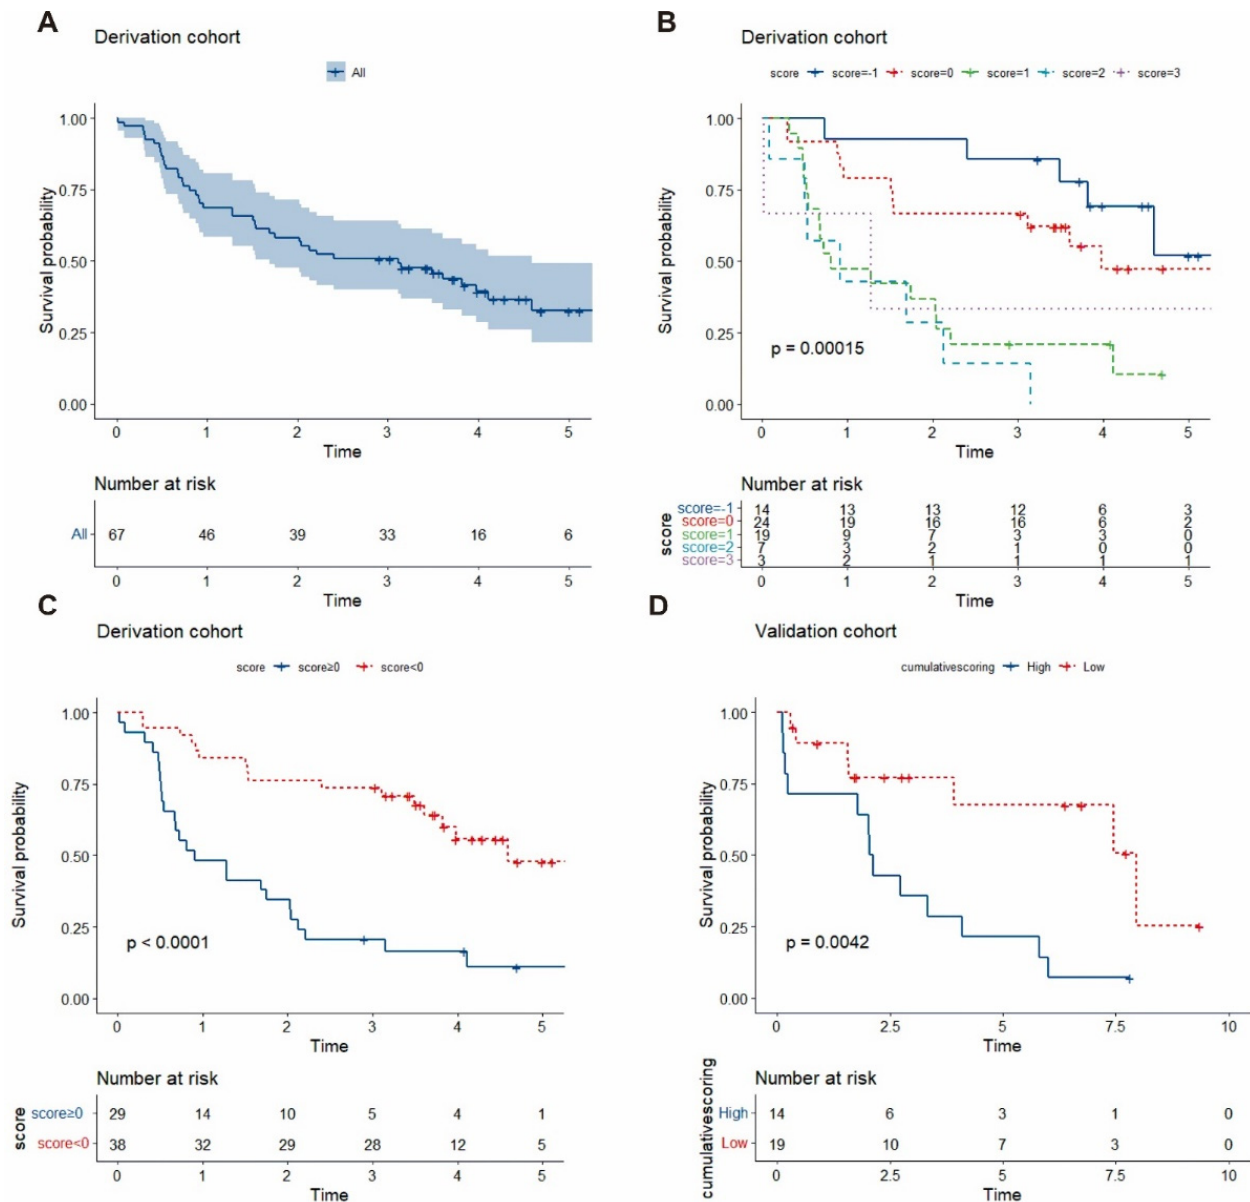 A
Derivation cohort
All
Survival probability
1.00
0.75
0.50
0.25
0.00
0 1 2 3 4 5
Time
Number at risk
All 67 46 39 33 16 6
0 1 2 3 4 5
Time
B
Derivation cohort
score score=-1 score=0 score=1 score=2 score=3
Survival probability
1.00
0.75
0.50
0.25
0.00
p = 0.00015
0 1 2 3 4 5
Time
Number at risk
score
score=-1 14 13 13 12 6 3
score=0 24 19 16 16 6 2
score=1 19 9 7 3 3 0
score=2 7 3 2 1 0 0
score=3 3 2 1 1 1 1
0 1 2 3 4 5
Time
C
Derivation cohort
score score≥0 score<0
Survival probability
1.00
0.75
0.50
0.25
0.00
p < 0.0001
0 1 2 3 4 5
Time
Number at risk
score
score≥0 29 14 10 5 4 1
score<0 38 32 29 28 12 5
0 1 2 3 4 5
Time
D
Validation cohort
cumulativescoring High Low
Survival probability
1.00
0.75
0.50
0.25
0.00
p = 0.0042
0 2.5 5 7.5 10
Time
Number at risk
cumulativescoring
High 14 6 3 1 0
Low 19 10 7 3 0
0 2.5 5 7.5 10
Time